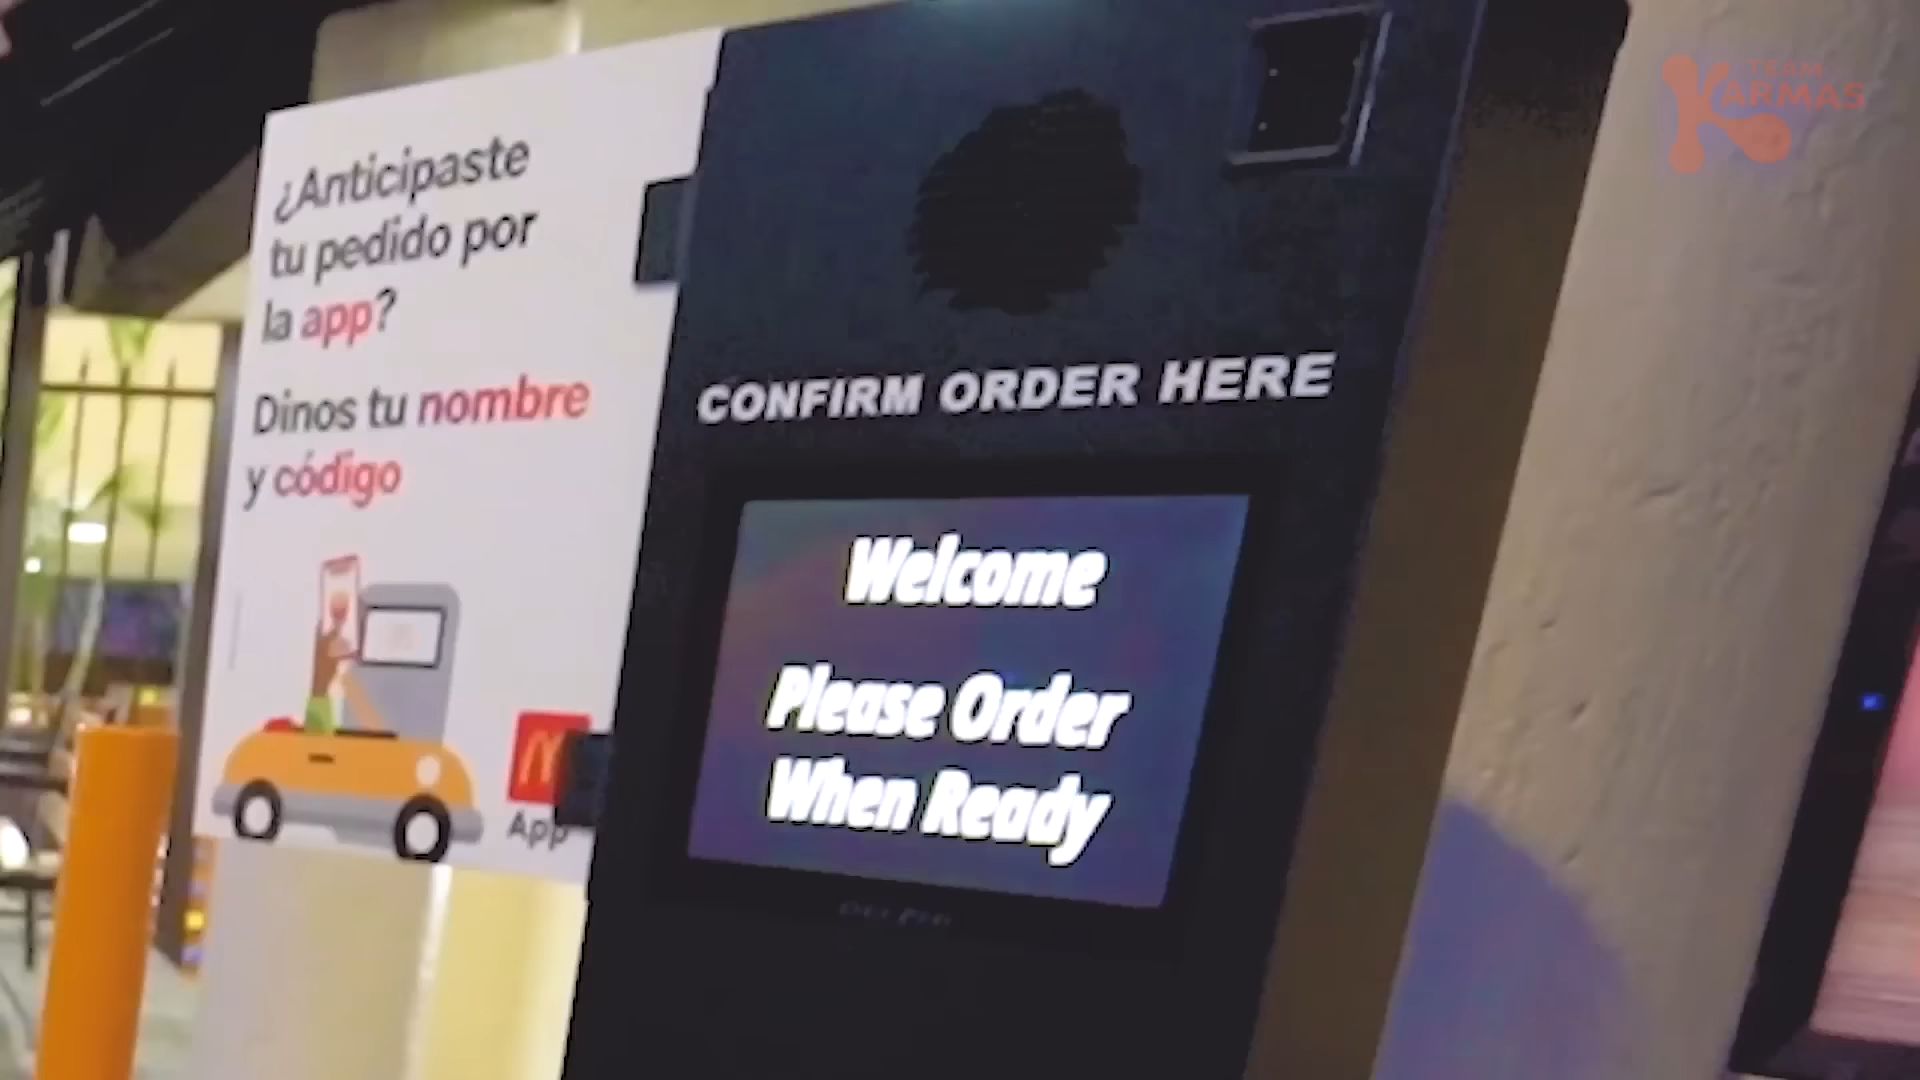 ¿Anticipaste
tu pedido por
la app?
Dinos tu nombre
y código
App
CONFIRM ORDER HERE
Welcome
Please Order
When Ready
TEAM
KARMAS